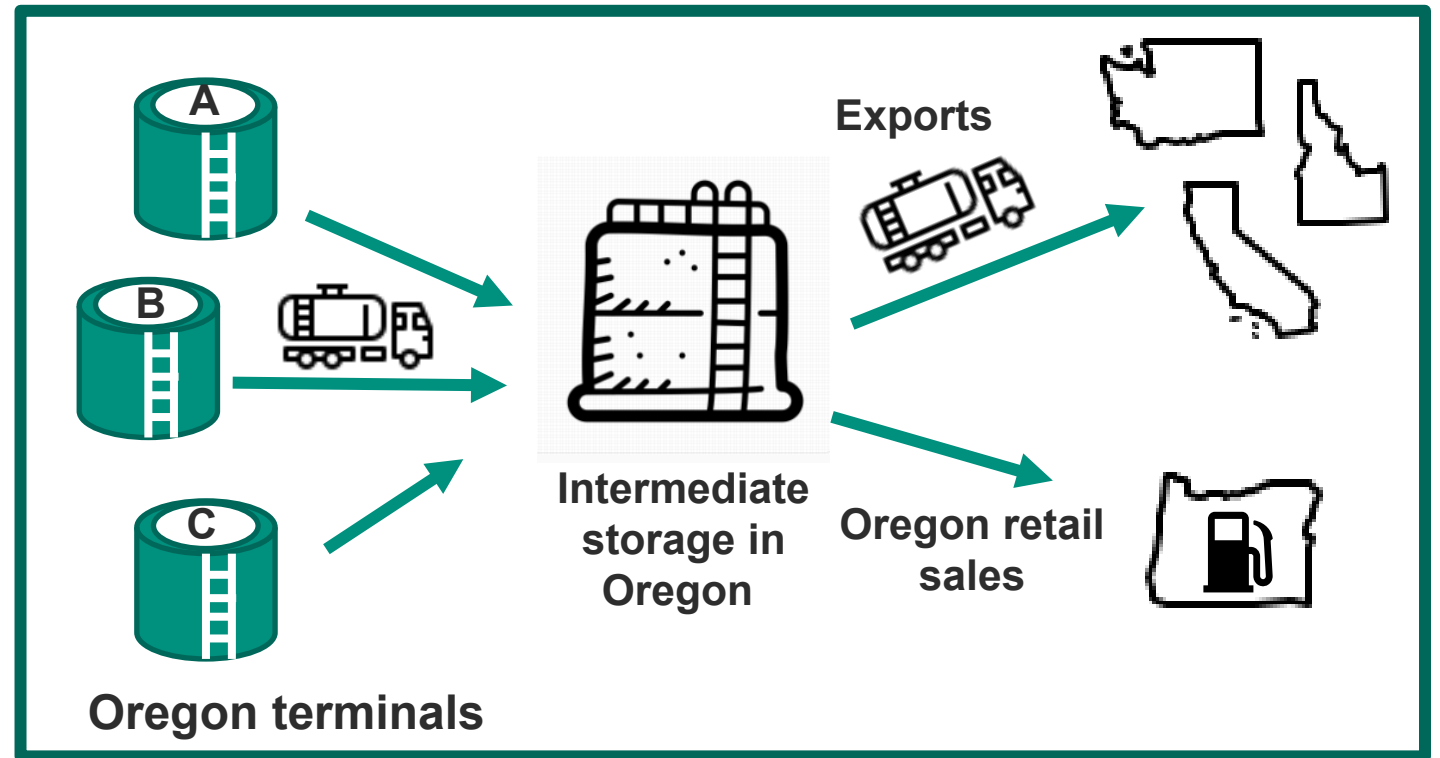 A
B
C
Oregon terminals
Intermediate
storage in
Oregon
Exports
Oregon retail
sales